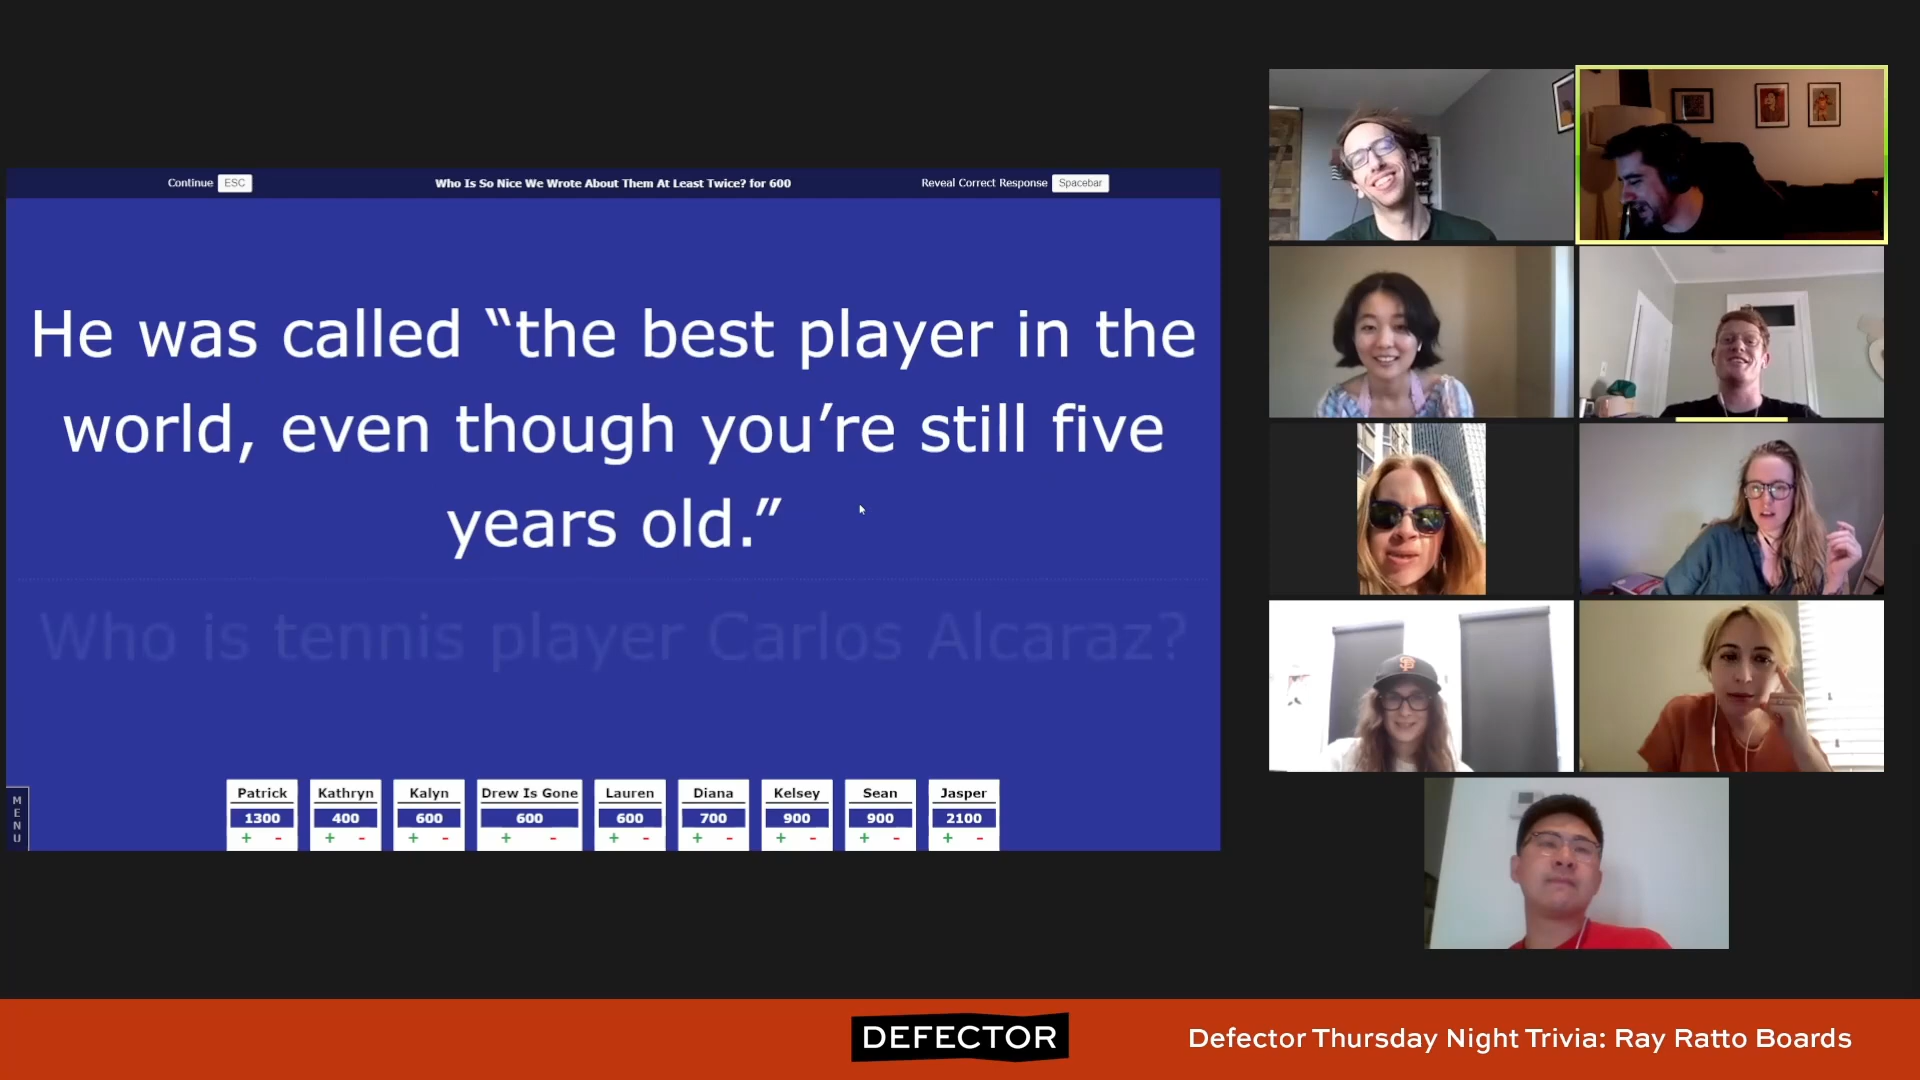 Continue ESC
Who Is So Nice We Wrote About Them At Least Twice? for 600
Reveal Correct Response Spacebar
He was called “the best player in the
world, even though you’re still five
years old.”
Who is tennis player Carlos Alcaraz?
MENU
Patrick Kathryn Kalyn Drew Is Gone Lauren Diana Kelsey Sean Jasper
1300 400 600 600 600 700 900 900 2100
+ - + - + - + - + - + - + - + - + -
SF
DEFECTOR
Defector Thursday Night Trivia: Ray Ratto Boards